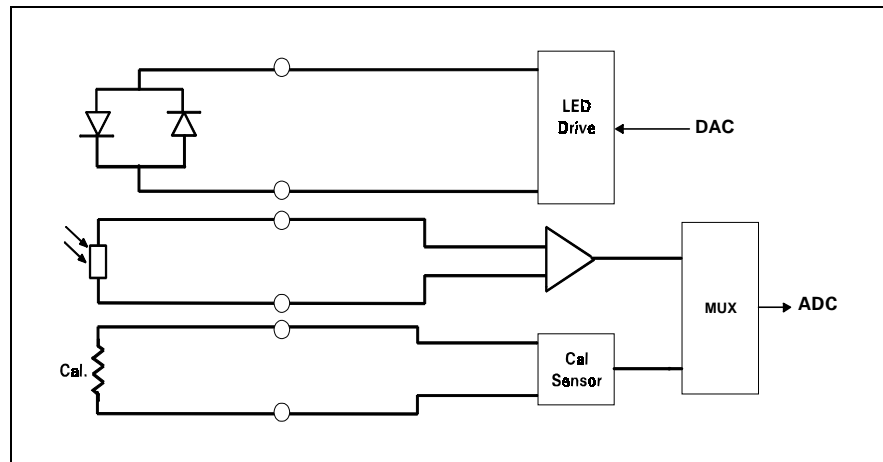 LED
Drive
DAC
MUX
ADC
Cal.
Cal
Sensor